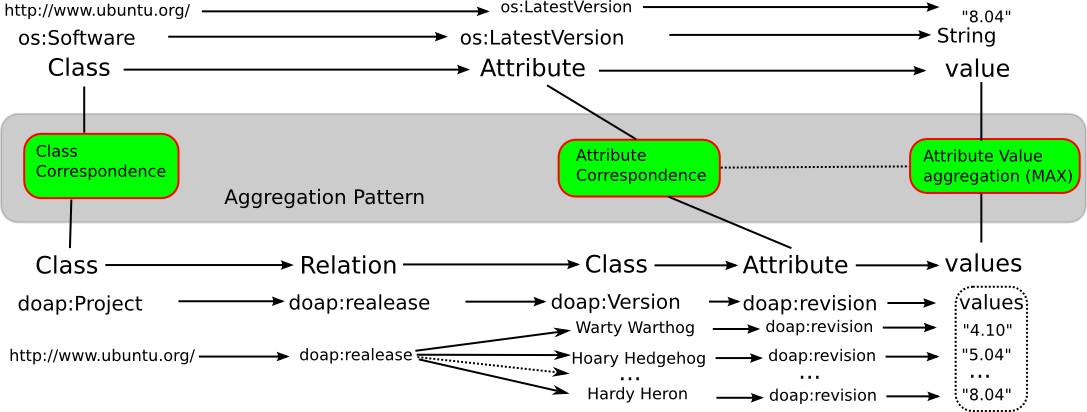 http://www.ubuntu.org/ os:LatestVersion "8.04"
os:Software os:LatestVersion String
Class Attribute value
Class
Correspondence
Attribute
Correspondence
Attribute Value
aggregation (MAX)
Aggregation Pattern
Class Relation Class Attribute values
doap:Project doap:realease doap:Version doap:revision values
Warty Warthog doap:revision "4.10"
http://www.ubuntu.org/ doap:realease Hoary Hedgehog doap:revision "5.04"
... ... ...
Hardy Heron doap:revision "8.04"